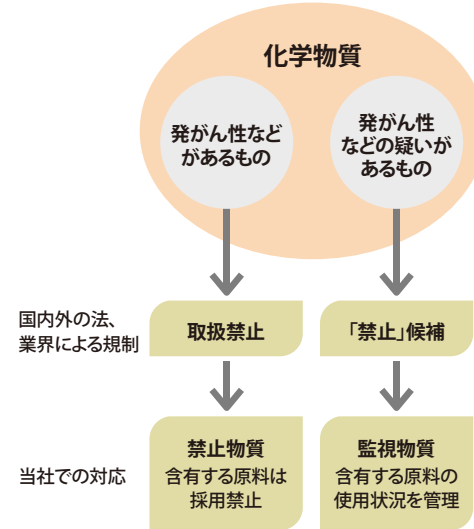 化学物質
発がん性など
があるもの
発がん性
などの疑いが
あるもの
国内外の法、
業界による規制
取扱禁止
「禁止」候補
当社での対応
禁止物質
含有する原料は
採用禁止
監視物質
含有する原料の
使用状況を管理